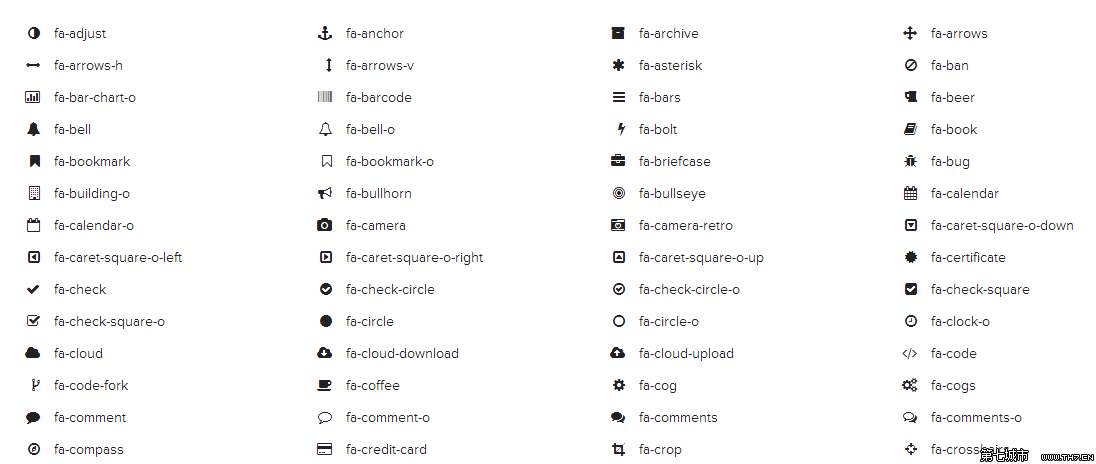 fa-adjust fa-anchor fa-archive fa-arrows
fa-arrows-h fa-arrows-v fa-asterisk fa-ban
fa-bar-chart-o fa-barcode fa-bars fa-beer
fa-bell fa-bell-o fa-bolt fa-book
fa-bookmark fa-bookmark-o fa-briefcase fa-bug
fa-building-o fa-bullhorn fa-bullseye fa-calendar
fa-calendar-o fa-camera fa-camera-retro fa-caret-square-o-down
fa-caret-square-o-left fa-caret-square-o-right fa-caret-square-o-up fa-certificate
fa-check fa-check-circle fa-check-circle-o fa-check-square
fa-check-square-o fa-circle fa-circle-o fa-clock-o
fa-cloud fa-cloud-download fa-cloud-upload fa-code
fa-code-fork fa-coffee fa-cog fa-cogs
fa-comment fa-comment-o fa-comments fa-comments-o
fa-compass fa-credit-card fa-crop fa-crosshairs
第七城市 WWW.TH7.CN